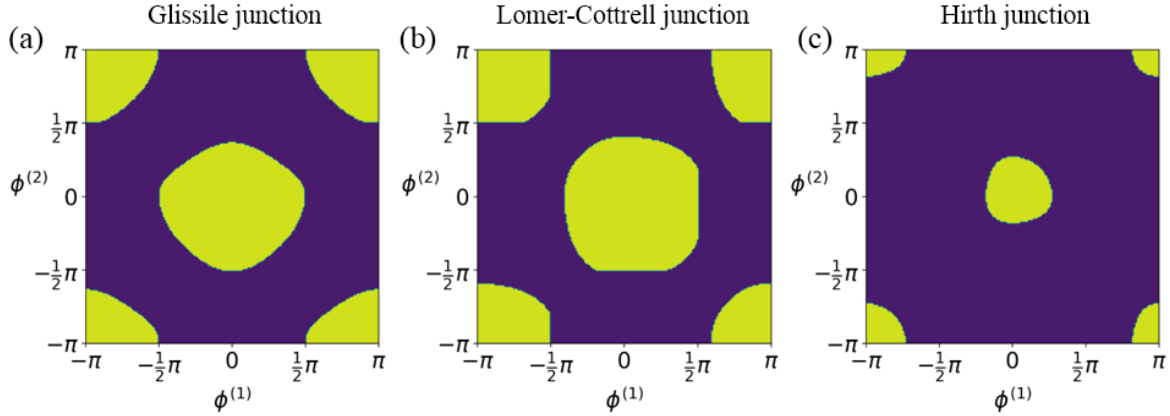 Glissile junction
Lomer-Cottrell junction
Hirth junction
(a)
(b)
(c)
π
½π
0
−½π
−π
ϕ(2)
−π
−½π
0
½π
π
ϕ(1)
π
½π
0
−½π
−π
ϕ(2)
−π
−½π
0
½π
π
ϕ(1)
π
½π
0
−½π
−π
ϕ(2)
−π
−½π
0
½π
π
ϕ(1)